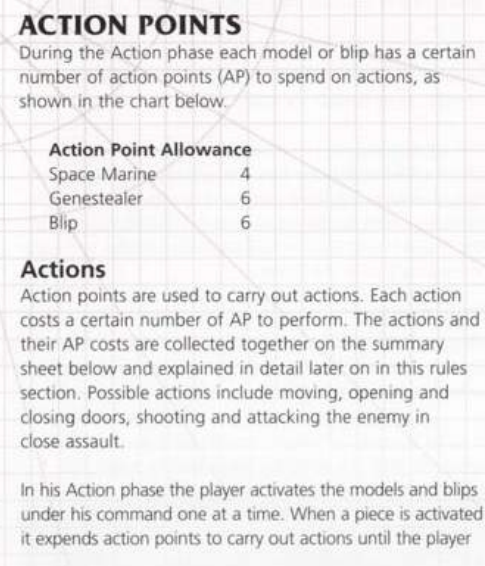 ACTION POINTS
During the Action phase each model or blip has a certain
number of action points (AP) to spend on actions, as
shown in the chart below.
Action Point Allowance
Space Marine 4
Genestealer 6
Blip 6
Actions
Action points are used to carry out actions. Each action
costs a certain number of AP to perform. The actions and
their AP costs are collected together on the summary
sheet below and explained in detail later on in this rules
section. Possible actions include moving, opening and
closing doors, shooting and attacking the enemy in
close assault.
In his Action phase the player activates the models and blips
under his command one at a time. When a piece is activated
it expends action points to carry out actions until the player